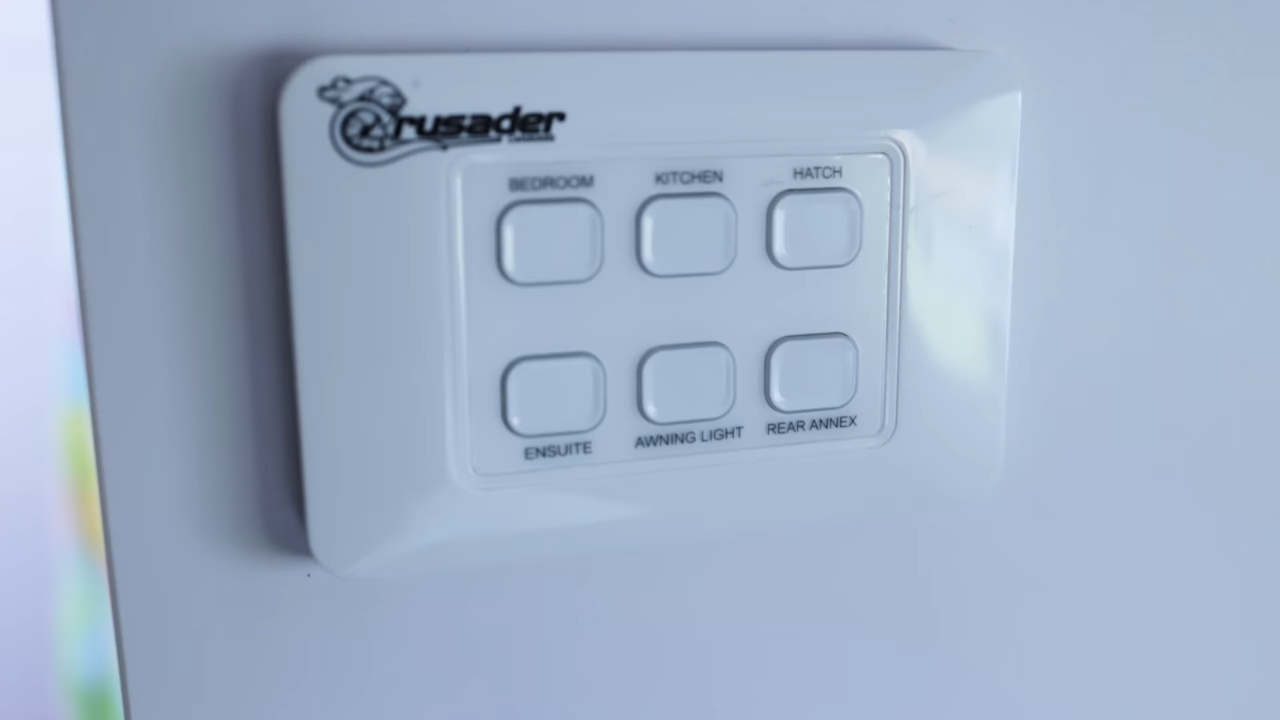 Crusader
BEDROOM KITCHEN HATCH
ENSUITE AWNING LIGHT REAR ANNEX